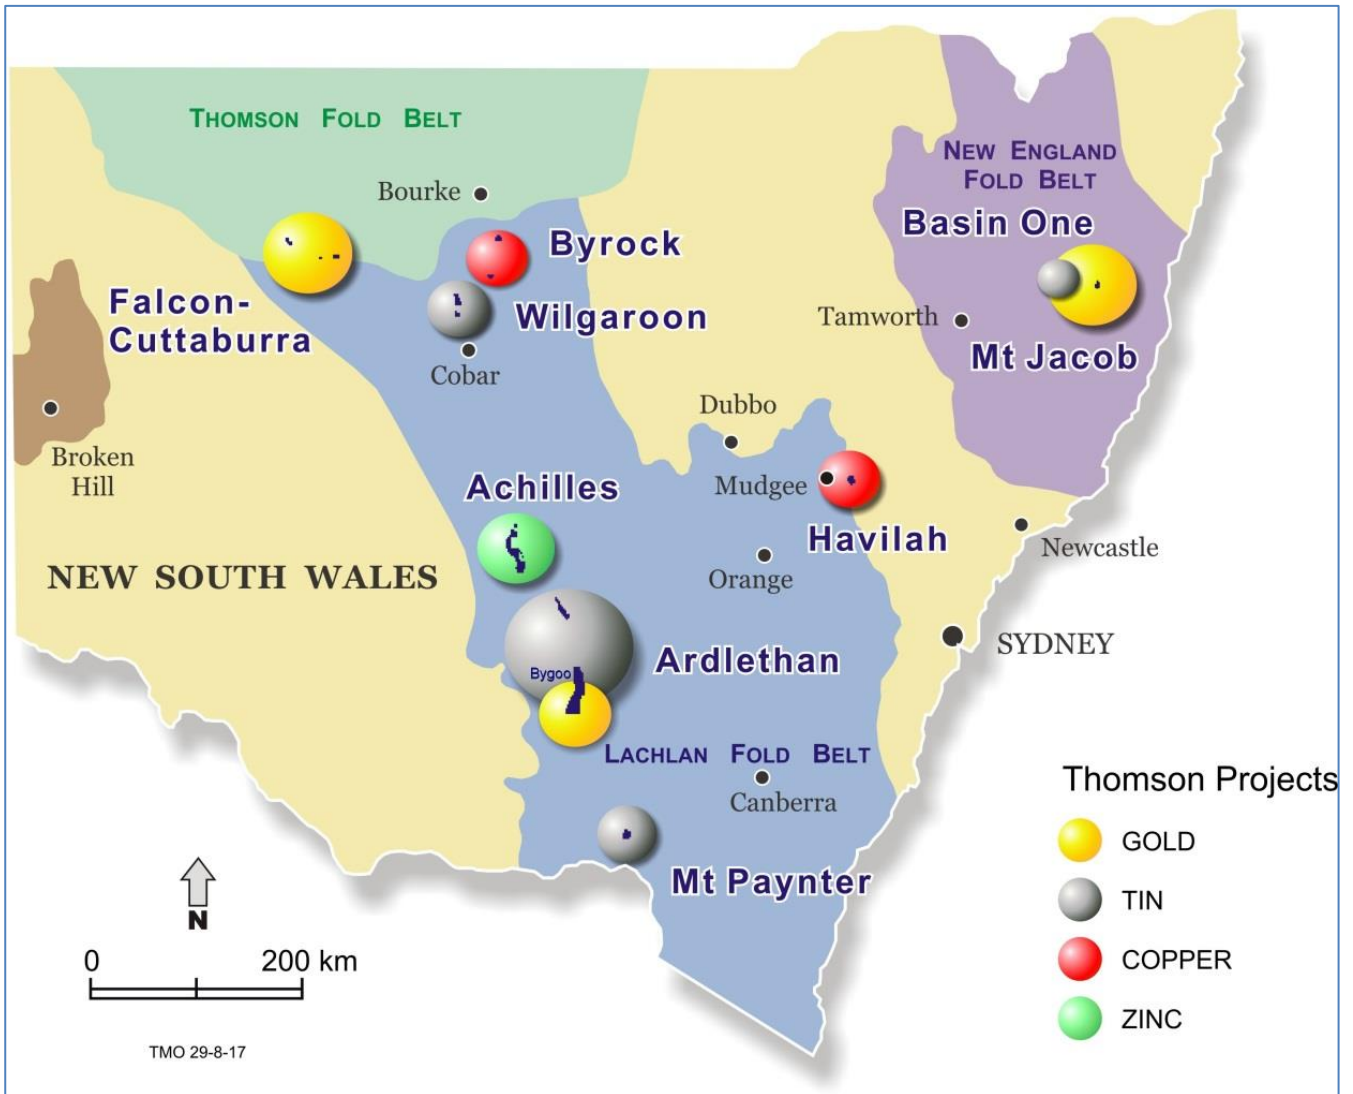 THOMSON FOLD BELT
NEW ENGLAND
FOLD BELT
Bourke
Basin One
Byrock
Falcon-
Cuttaburra
Wilgaroon
Tamworth
Mt Jacob
Cobar
Dubbo
Broken
Hill
Achilles
Mudgee
Havilah
Newcastle
NEW SOUTH WALES
Orange
SYDNEY
Ardlethan
Bygoo
LACHLAN FOLD BELT
Canberra
Mt Paynter
Thomson Projects
GOLD
TIN
COPPER
ZINC
N
0 200 km
TMO 29-8-17